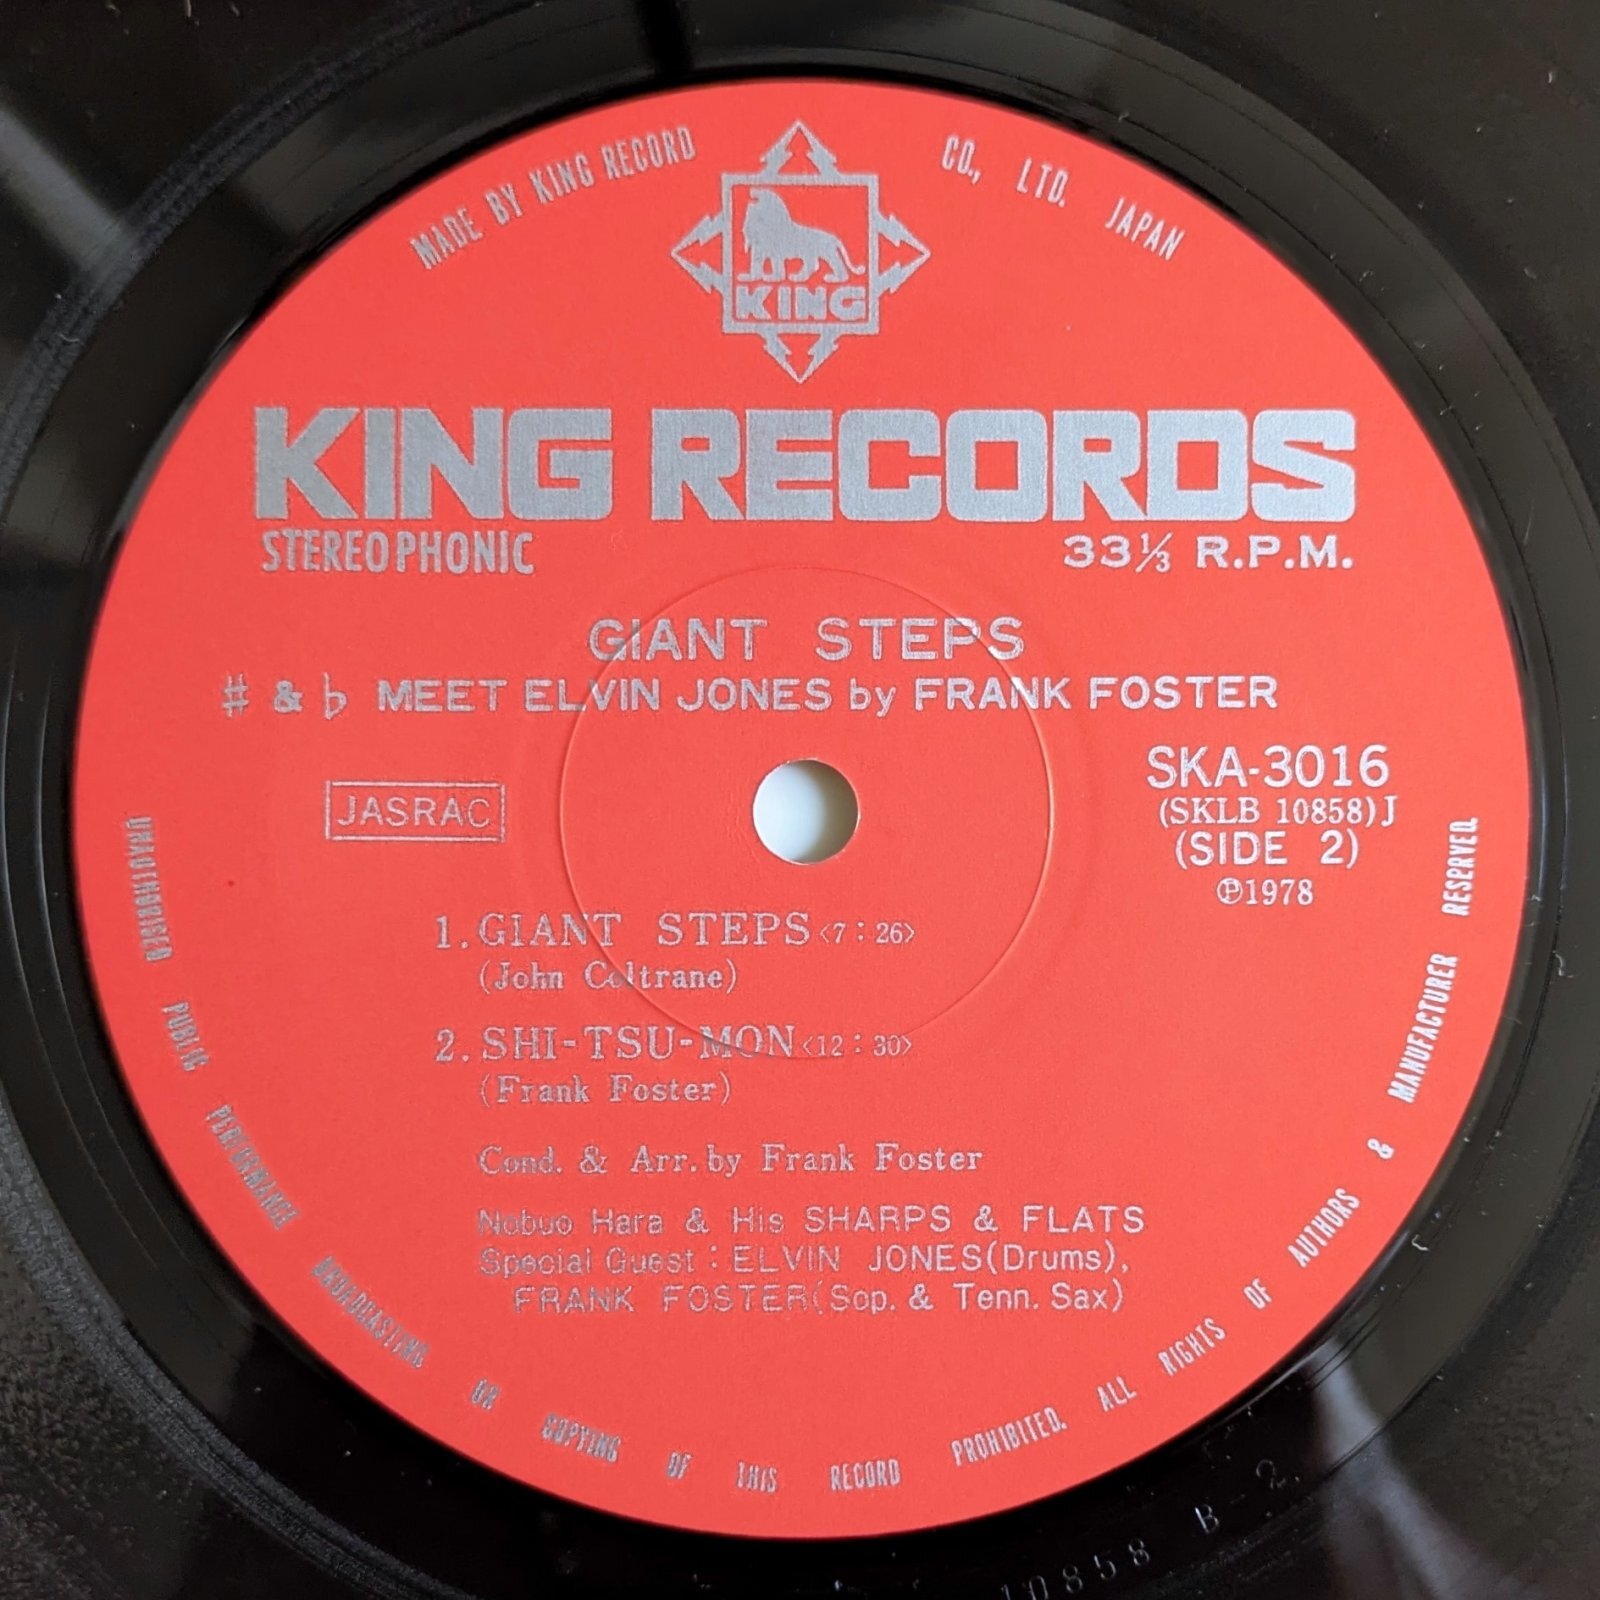 MADE BY KING RECORD CO., LTD. JAPAN
KING
KING RECORDS
STEREOPHONIC
33⅓ R.P.M.
GIANT STEPS
♯ & ♭ MEET ELVIN JONES by FRANK FOSTER
JASRAC
SKA-3016
(SKLB 10858)J
(SIDE 2)
℗1978
1. GIANT STEPS <7:26>
(John Coltrane)
2. SHI-TSU-MON <12:30>
(Frank Foster)
Cond. & Arr. by Frank Foster
Nobuo Hara & His SHARPS & FLATS
Special Guest : ELVIN JONES(Drums),
FRANK FOSTER(Sop. & Tenn. Sax)
UNAUTHORISED PUBLIC PERFORMANCE BROADCASTING OR COPYING OF THIS RECORD PROHIBITED. ALL RIGHTS OF AUTHORS & MANUFACTURER RESERVED.
10858 B-2